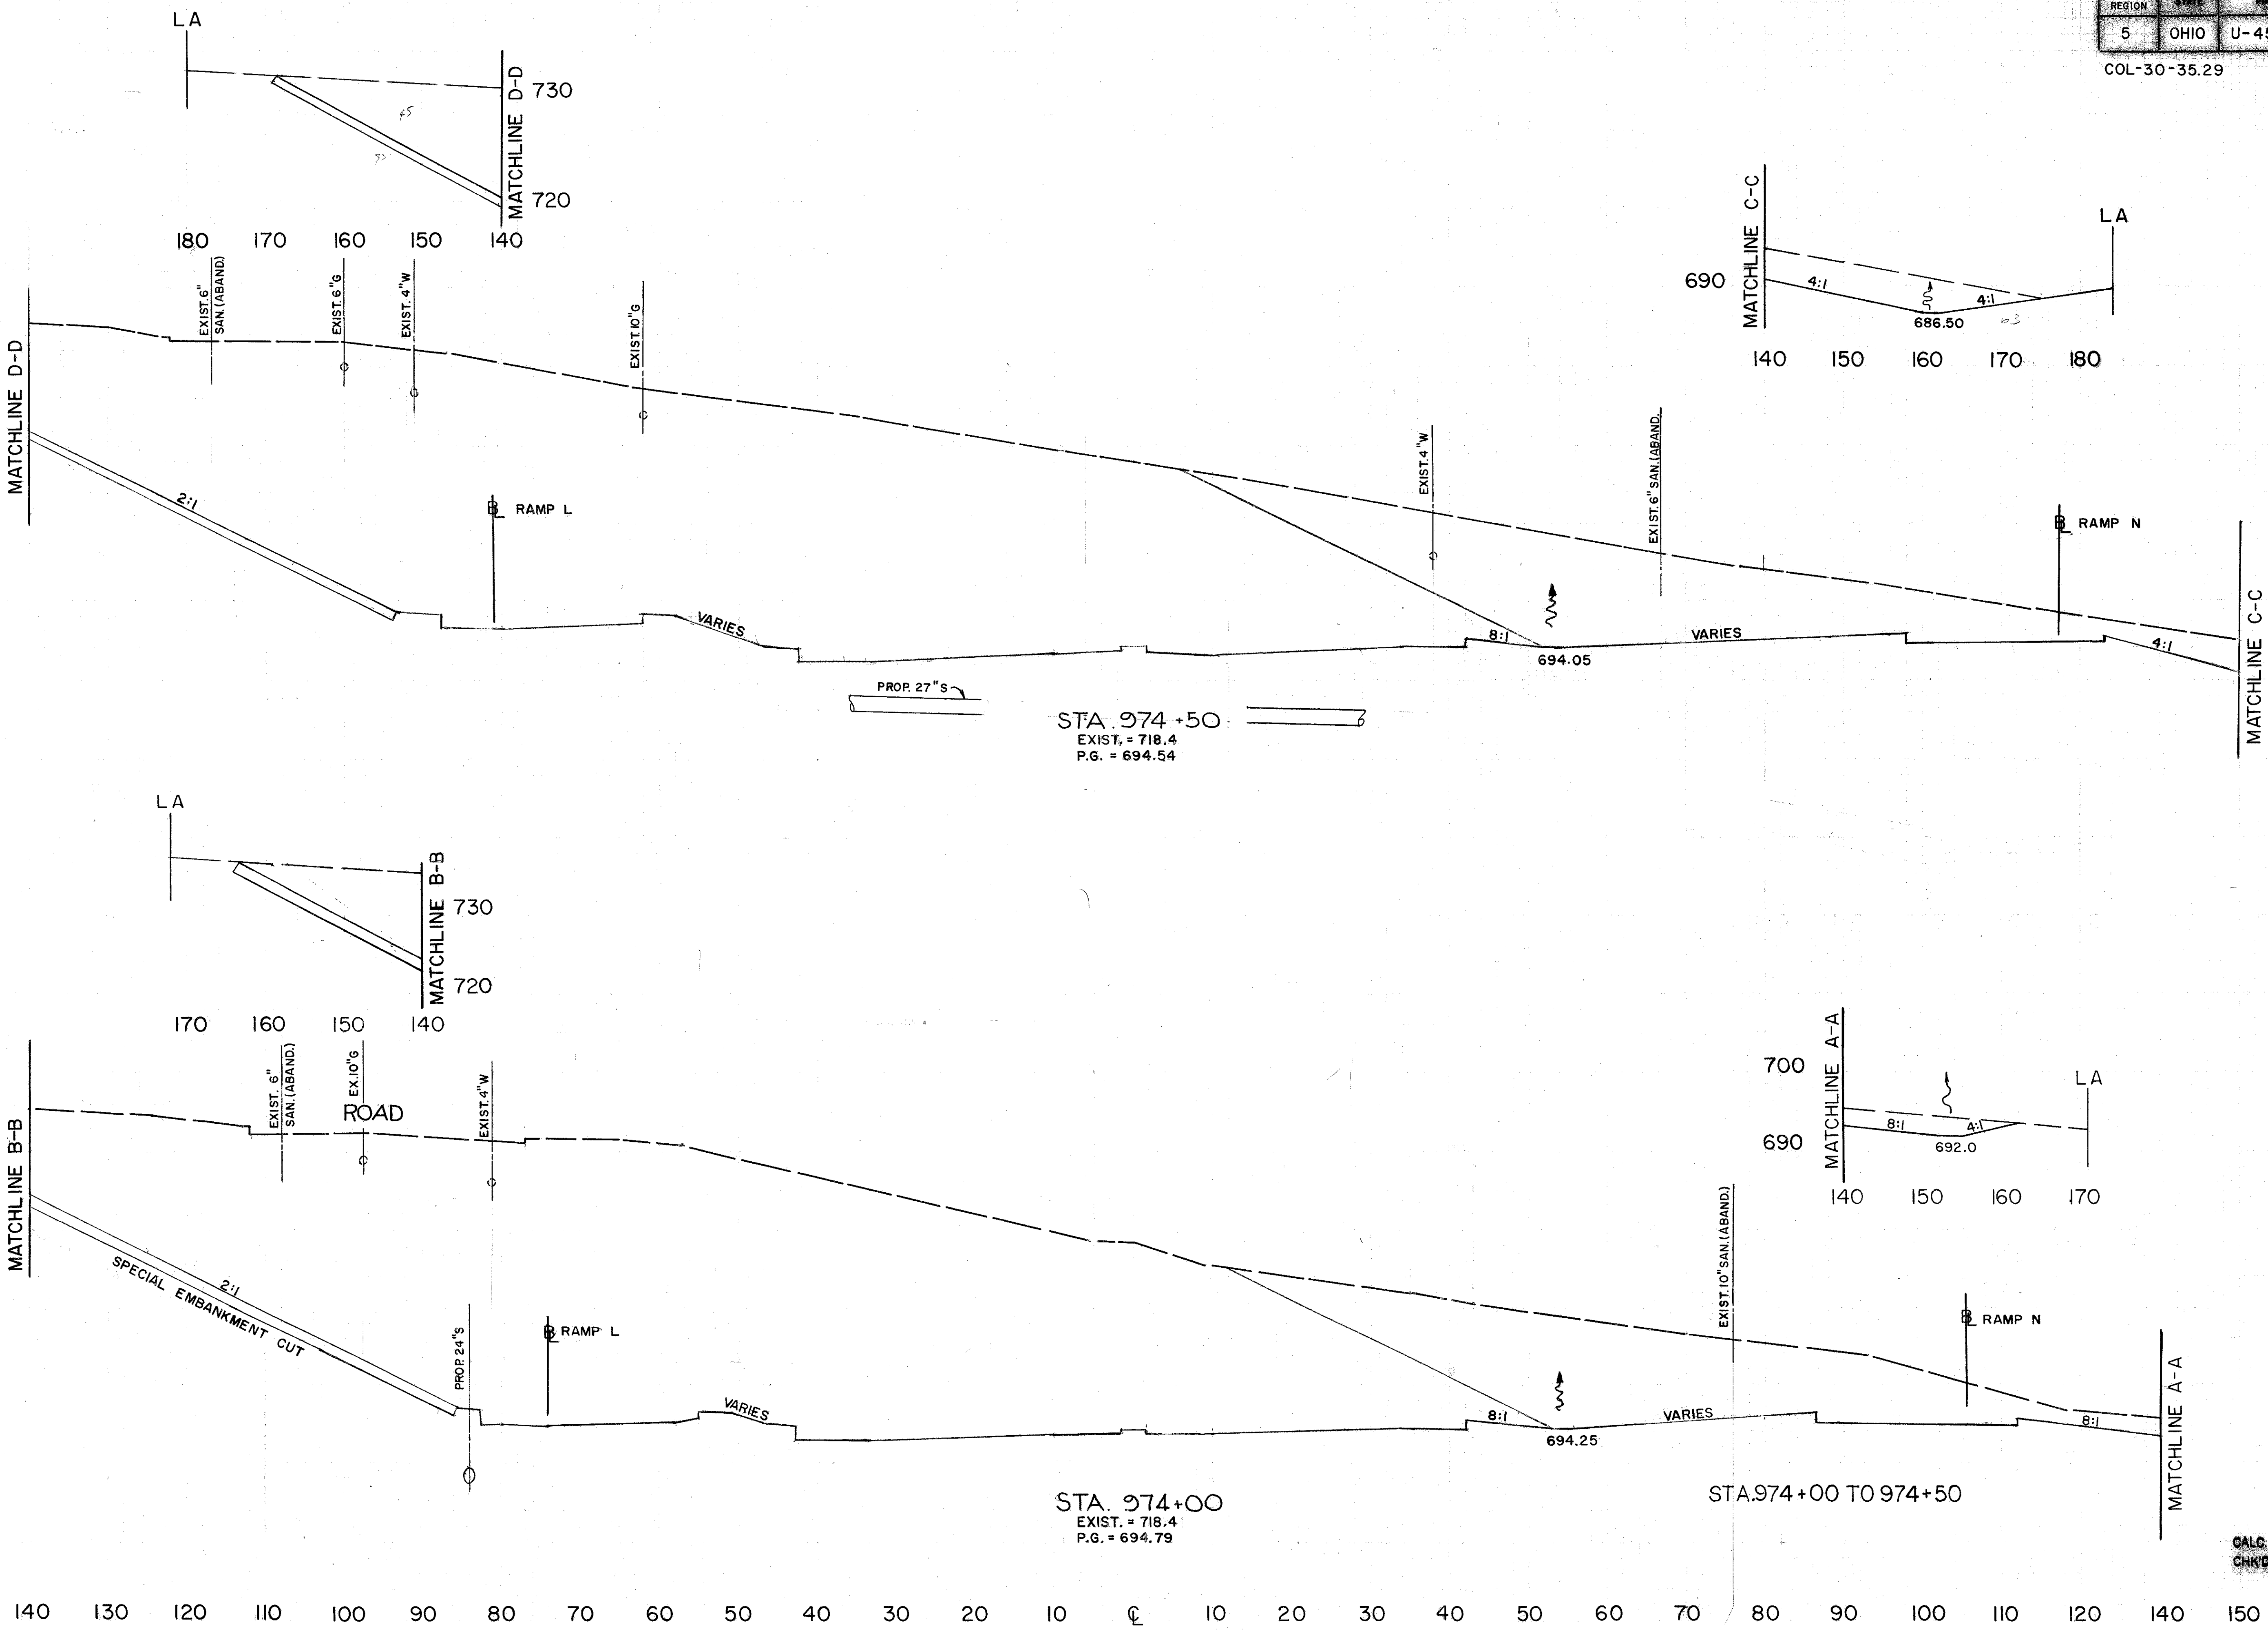 REGION
5 OHIO
COL-30-35.29
LA
MATCHLINE D-D
730
720
45
180 170 160 150 140
MATCHLINE C-C
LA
690
4:1
4:1
686.50
63
140 150 160 170 180
MATCHLINE D-D
EXIST. 6"
SAN. (ABAND.)
EXIST. 6"G
EXIST. 4"W
EXIST. 10"G
2:1
℄ RAMP L
VARIES
EXIST. 4"W
EXIST. 6" SAN. (ABAND.
8:1
694.05
VARIES
℄ RAMP N
4:1
MATCHLINE C-C
PROP. 27"S
STA. 974+50
EXIST. = 718.4
P.G. = 694.54
LA
MATCHLINE B-B
730
720
170 160 150 140
MATCHLINE A-A
700
690
LA
8:1
4:1
692.0
140 150 160 170
MATCHLINE B-B
EXIST. 6"
SAN. (ABAND.)
EX. 10"G
ROAD
EXIST. 4"W
2:1
SPECIAL EMBANKMENT CUT
PROP. 24"S
℄ RAMP L
VARIES
8:1
694.25
VARIES
EXIST. 10" SAN. (ABAND.)
℄ RAMP N
8:1
MATCHLINE A-A
STA. 974+00
EXIST. = 718.4
P.G. = 694.79
STA. 974+00 TO 974+50
CALC.
CHK'D
140 130 120 110 100 90 80 70 60 50 40 30 20 10 ℄ 10 20 30 40 50 60 70 80 90 100 110 120 140 150